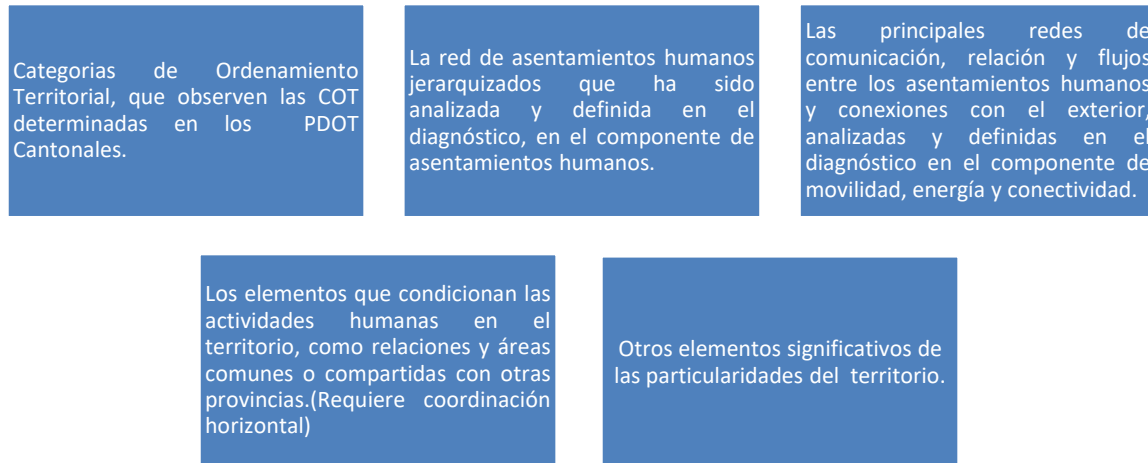 Categorias de Ordenamiento
Territorial, que observen las COT
determinadas en los PDOT
Cantonales.
La red de asentamientos humanos
jerarquizados que ha sido
analizada y definida en el
diagnóstico, en el componente de
asentamientos humanos.
Las principales redes de
comunicación, relación y flujos
entre los asentamientos humanos
y conexiones con el exterior,
analizadas y definidas en el
diagnóstico en el componente de
movilidad, energía y conectividad.
Los elementos que condicionan las
actividades humanas en el
territorio, como relaciones y áreas
comunes o compartidas con otras
provincias.(Requiere coordinación
horizontal)
Otros elementos significativos de
las particularidades del territorio.